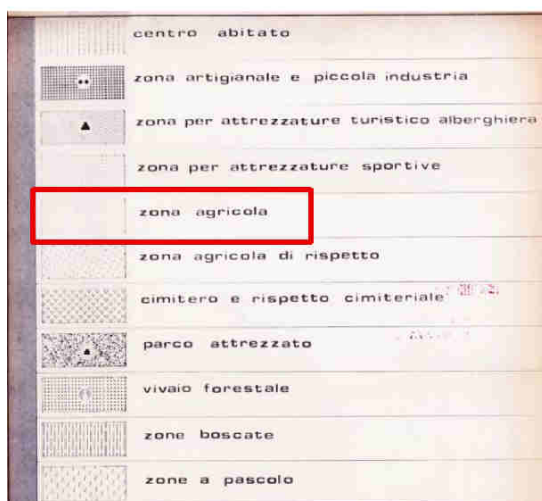 centro abitato
zona artigianale e piccola industria
zona per attrezzature turistico alberghiera
zona per attrezzature sportive
zona agricola
zona agricola di rispetto
cimitero e rispetto cimiteriale
parco attrezzato
vivaio forestale
zone boscate
zone a pascolo